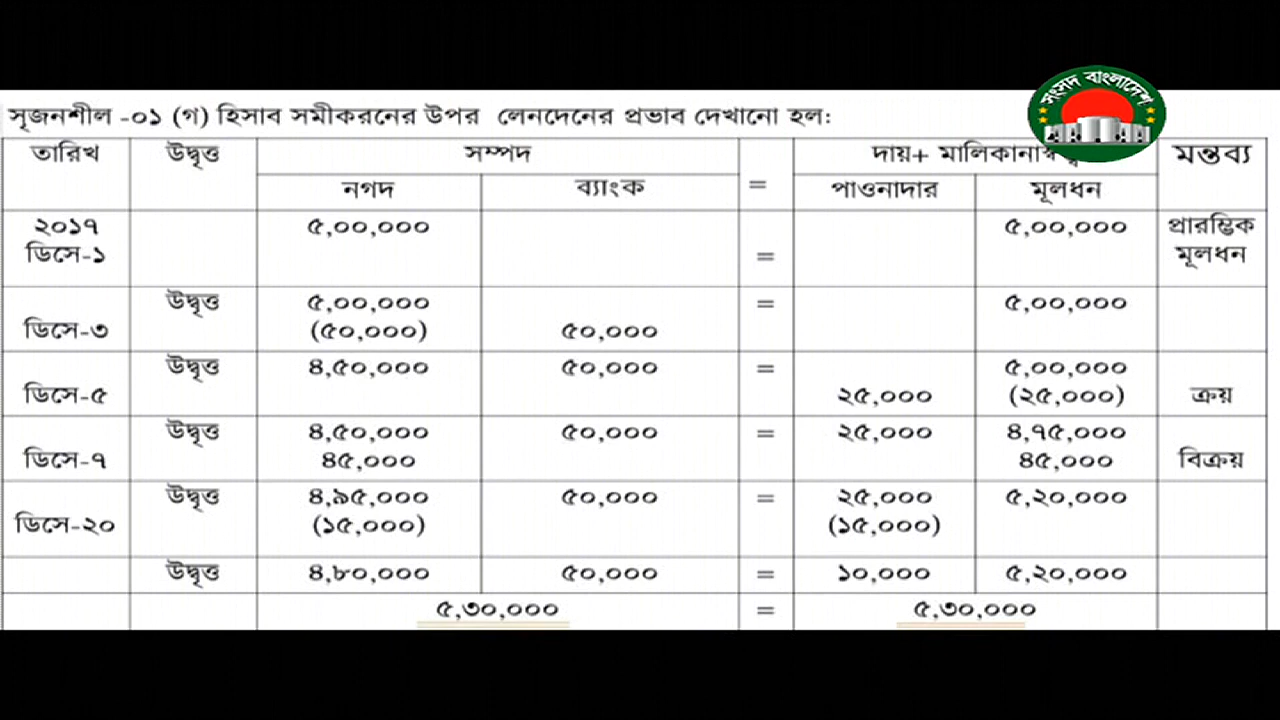 সংসদ বাংলাদেশ
সৃজনশীল -০১ (গ) হিসাব সমীকরনের উপর লেনদেনের প্রভাব দেখানো হল:
তারিখ উদ্বৃত্ত সম্পদ = দায়+ মন্তব্য
নগদ ব্যাংক পাওনাদার মূলধন
২০১৭ ৫,০০,০০০ ৫,০০,০০০ প্রারম্ভিক
ডিসে-১ = মূলধন
উদ্বৃত্ত ৫,০০,০০০ = ৫,০০,০০০
ডিসে-৩ (৫০,০০০) ৫০,০০০
উদ্বৃত্ত ৪,৫০,০০০ ৫০,০০০ = ৫,০০,০০০
ডিসে-৫ ২৫,০০০ (২৫,০০০) ক্রয়
উদ্বৃত্ত ৪,৫০,০০০ ৫০,০০০ = ২৫,০০০ ৪,৭৫,০০০
ডিসে-৭ ৪৫,০০০ ৪৫,০০০ বিক্রয়
উদ্বৃত্ত ৪,৯৫,০০০ ৫০,০০০ = ২৫,০০০ ৫,২০,০০০
ডিসে-২০ (১৫,০০০) (১৫,০০০)
উদ্বৃত্ত ৪,৮০,০০০ ৫০,০০০ = ১০,০০০ ৫,২০,০০০
৫,৩০,০০০ = ৫,৩০,০০০